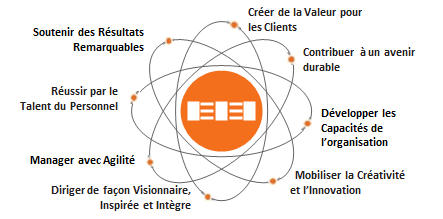 Créer de la Valeur pour
les Clients
Soutenir des Résultats
Remarquables
Contribuer à un avenir
durable
Réussir par le
Talent du Personnel
Développer les
Capacités de
l'organisation
Manager avec Agilité
Mobiliser la Créativité
et l'Innovation
Diriger de façon Visionnaire,
Inspirée et Intègre